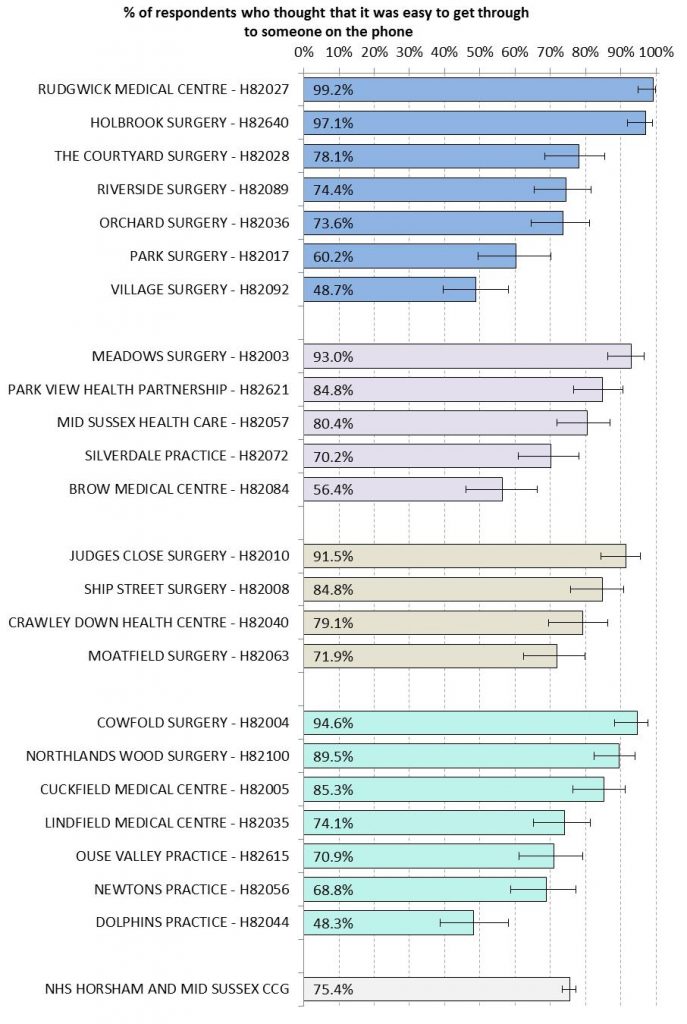 % of respondents who thought that it was easy to get through
to someone on the phone
0% 10% 20% 30% 40% 50% 60% 70% 80% 90% 100%
RUDGWICK MEDICAL CENTRE - H82027 99.2%
HOLBROOK SURGERY - H82640 97.1%
THE COURTYARD SURGERY - H82028 78.1%
RIVERSIDE SURGERY - H82089 74.4%
ORCHARD SURGERY - H82036 73.6%
PARK SURGERY - H82017 60.2%
VILLAGE SURGERY - H82092 48.7%
MEADOWS SURGERY - H82003 93.0%
PARK VIEW HEALTH PARTNERSHIP - H82621 84.8%
MID SUSSEX HEALTH CARE - H82057 80.4%
SILVERDALE PRACTICE - H82072 70.2%
BROW MEDICAL CENTRE - H82084 56.4%
JUDGES CLOSE SURGERY - H82010 91.5%
SHIP STREET SURGERY - H82008 84.8%
CRAWLEY DOWN HEALTH CENTRE - H82040 79.1%
MOATFIELD SURGERY - H82063 71.9%
COWFOLD SURGERY - H82004 94.6%
NORTHLANDS WOOD SURGERY - H82100 89.5%
CUCKFIELD MEDICAL CENTRE - H82005 85.3%
LINDFIELD MEDICAL CENTRE - H82035 74.1%
OUSE VALLEY PRACTICE - H82615 70.9%
NEWTONS PRACTICE - H82056 68.8%
DOLPHINS PRACTICE - H82044 48.3%
NHS HORSHAM AND MID SUSSEX CCG 75.4%